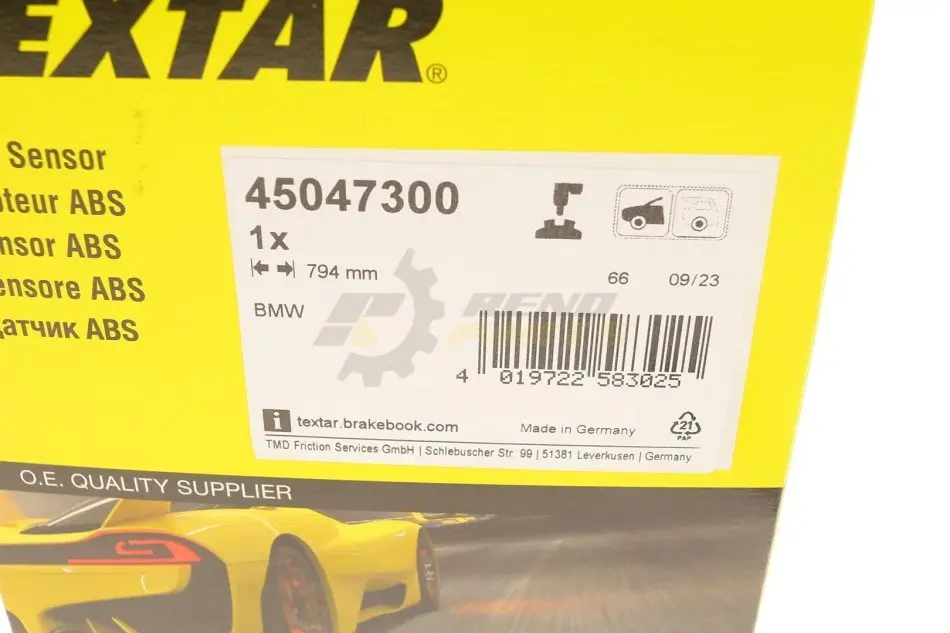 EXTAR®
Sensor
oteur ABS
nsor ABS
ensore ABS
атчик ABS
45047300
1x
794 mm
BMW
66 09/23
RENO
4 019722 583025
i textar.brakebook.com
Made in Germany
21
PAP
TMD Friction Services GmbH | Schlebuscher Str 99 | 51381 Leverkusen | Germany
O.E. QUALITY SUPPLIER